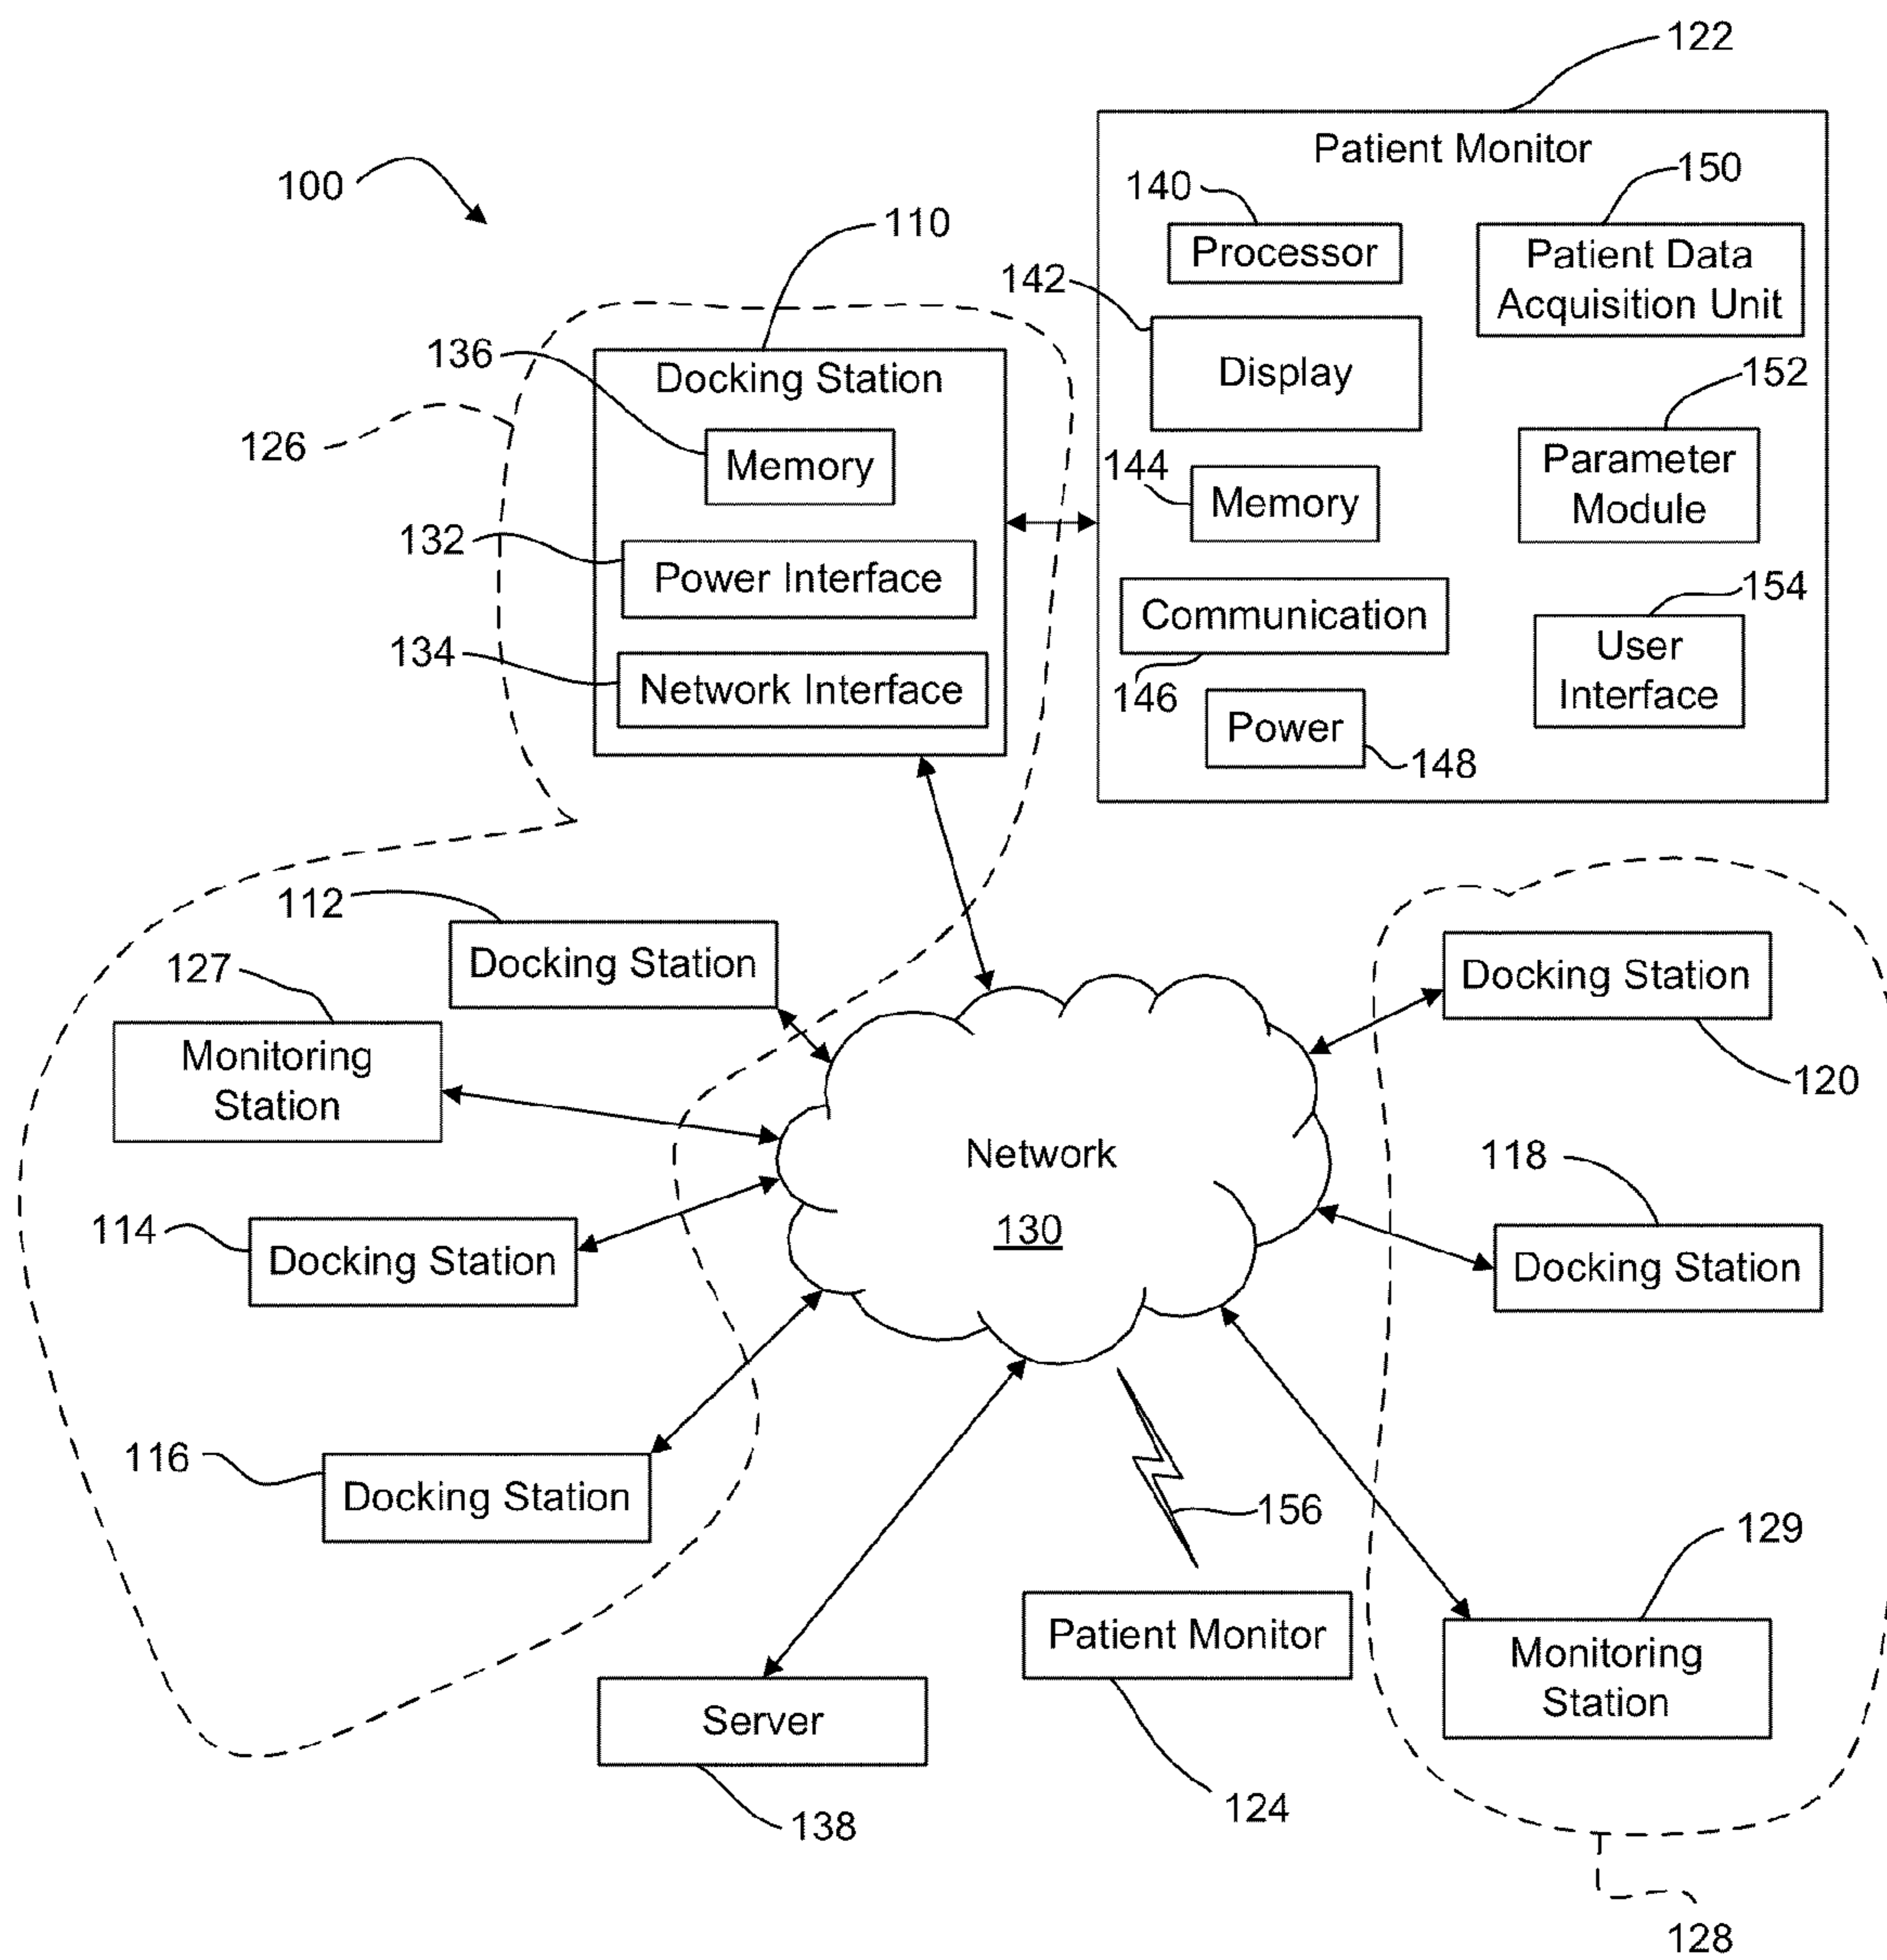 122
Patient Monitor
100
140
150
110
Processor
Patient Data
Acquisition Unit
142
136
Docking Station
Display
152
126
Memory
144
Memory
Parameter
Module
132
Power Interface
Communication
154
134
Network Interface
146
User
Interface
Power
148
112
Docking Station
127
Monitoring
Station
Docking Station
120
Network
130
118
Docking Station
114
Docking Station
116
Docking Station
156
129
Patient Monitor
Monitoring
Station
Server
124
138
128